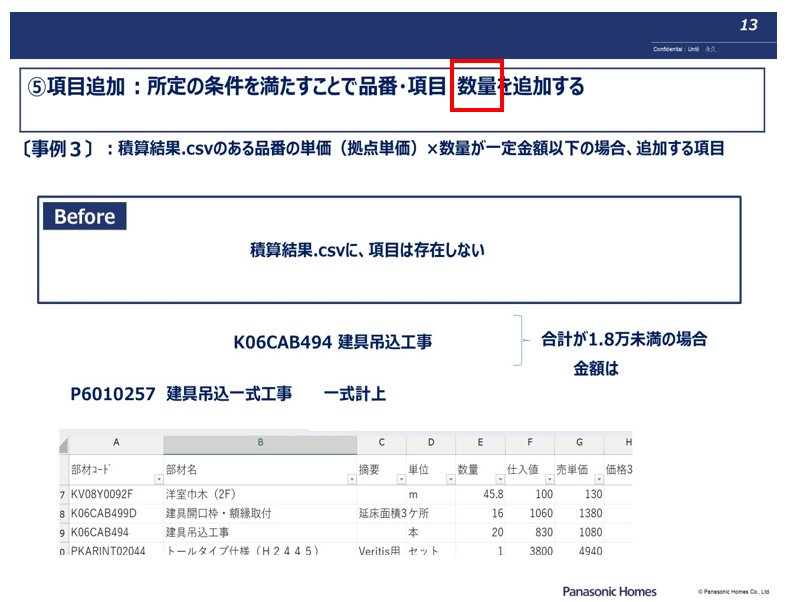 13
Confidential : Until 永久
⑤項目追加：所定の条件を満たすことで品番・項目 数量を追加する
〔事例３〕：積算結果.csvのある品番の単価（拠点単価）×数量が一定金額以下の場合、追加する項目
Before
積算結果.csvに、項目は存在しない
K06CAB494 建具吊込工事
合計が1.8万未満の場合
金額は
P6010257 建具吊込一式工事 一式計上
A B C D E F G H
部材ｺｰﾄﾞ 部材名 摘要 単位 数量 仕入値 売単価 価格3
7 KV08Y0092F 洋室巾木（2F） m 45.8 100 130
8 K06CAB499D 建具開口枠・額縁取付 延床面積3 ケ所 16 1060 1380
9 K06CAB494 建具吊込工事 本 20 830 1080
0 PKARINT02044 トールタイプ仕様（Ｈ２４４５） Veritis用 セット 1 3800 4940
Panasonic Homes
© Panasonic Homes Co., Ltd.